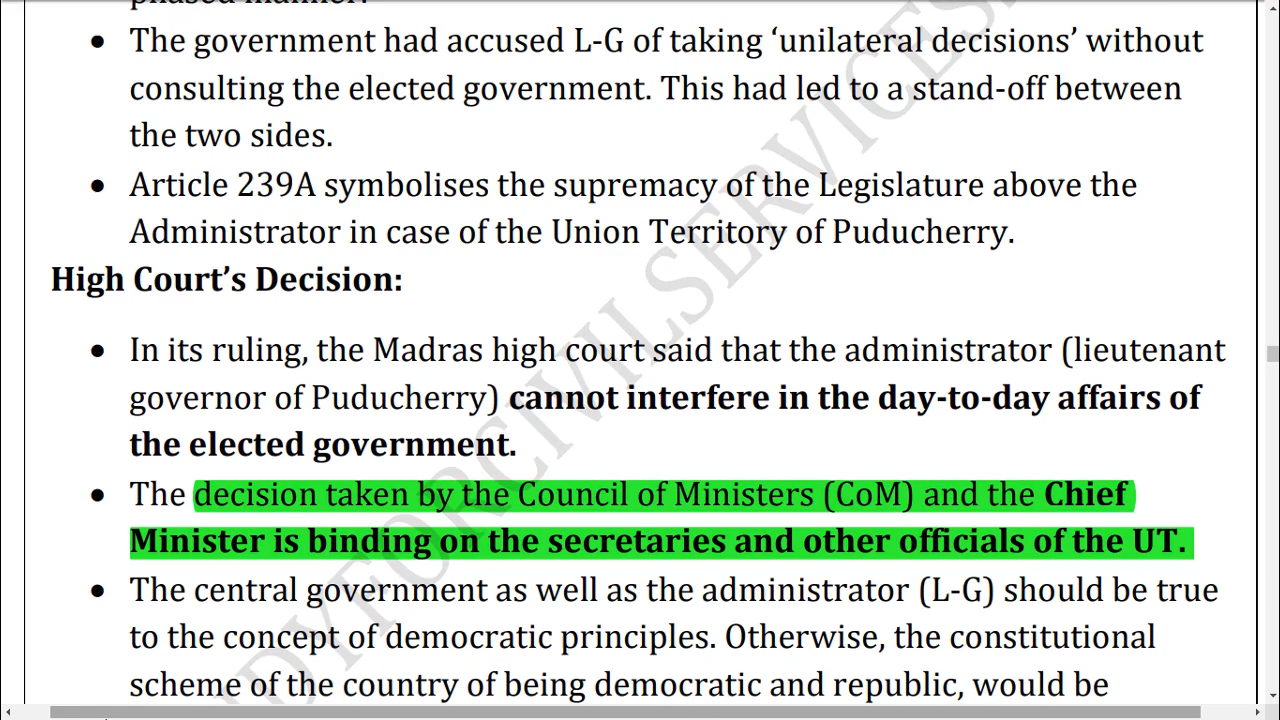 phased manner.
• The government had accused L-G of taking ‘unilateral decisions’ without
consulting the elected government. This had led to a stand-off between
the two sides.
• Article 239A symbolises the supremacy of the Legislature above the
Administrator in case of the Union Territory of Puducherry.
High Court’s Decision:
• In its ruling, the Madras high court said that the administrator (lieutenant
governor of Puducherry) cannot interfere in the day-to-day affairs of
the elected government.
• The decision taken by the Council of Ministers (CoM) and the Chief
Minister is binding on the secretaries and other officials of the UT.
• The central government as well as the administrator (L-G) should be true
to the concept of democratic principles. Otherwise, the constitutional
scheme of the country of being democratic and republic, would be
DYFORCIVILSERVICES